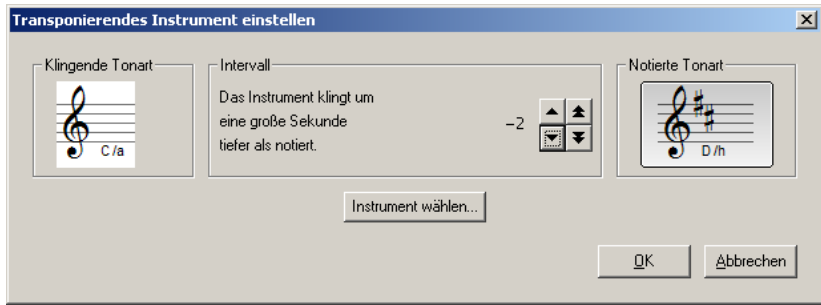 Transponierendes Instrument einstellen
Klingende Tonart
C/a
Intervall
Das Instrument klingt um
eine große Sekunde
tiefer als notiert.
-2
Notierte Tonart
D/h
Instrument wählen...
OK
Abbrechen